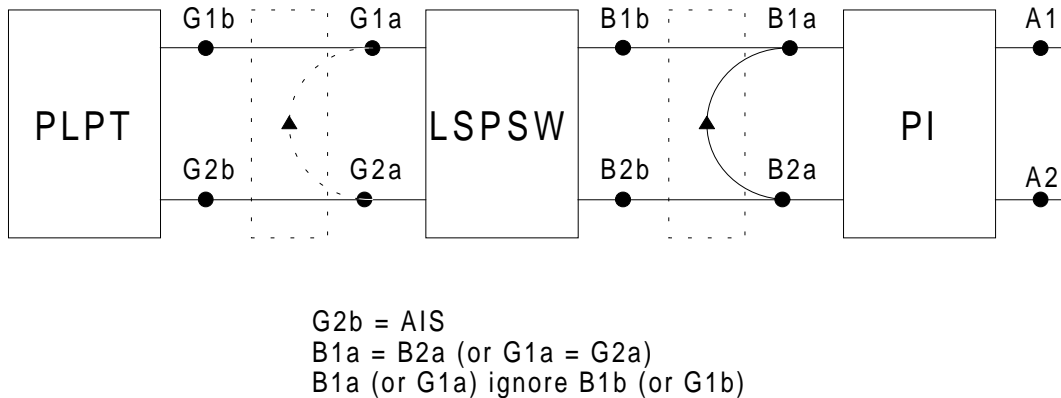 G1b G1a B1b B1a A1
PLPT LSPSW PI
G2b G2a B2b B2a A2
G2b = AIS
B1a = B2a (or G1a = G2a)
B1a (or G1a) ignore B1b (or G1b)